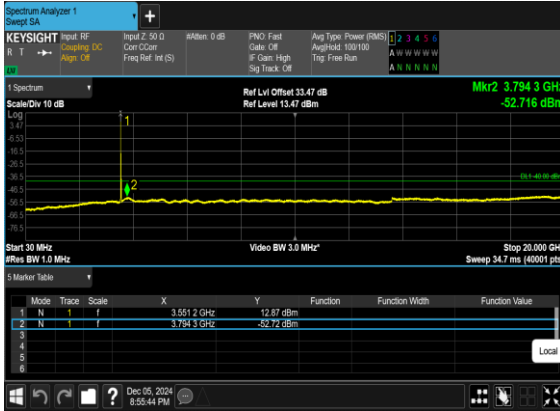 Spectrum Analyzer 1
Swept SA
+
KEYSIGHT
R T
Input: RF
Coupling: DC
Align: Off
Input Z: 50 Ω
Corr CCorr
Freq Ref: Int (S)
#Atten: 0 dB
PNO: Fast
Gate: Off
IF Gain: High
Sig Track: Off
Avg Type: Power (RMS)
Avg|Hold: 100/100
Trig: Free Run
1 2 3 4 5 6
A W W W W W
A N N N N N
1 Spectrum
Scale/Div 10 dB
Ref Lvl Offset 33.47 dB
Ref Level 13.47 dBm
Mkr2 3.794 3 GHz
-52.716 dBm
Log
3.47
-6.53
-16.5
-26.5
-36.5
-46.5
-56.5
-66.5
-76.5
1
2
DL1 -40.00 dBm
Start 30 MHz
#Res BW 1.0 MHz
Video BW 3.0 MHz*
Stop 20.000 GHz
Sweep 34.7 ms (40001 pts)
5 Marker Table
Mode Trace Scale X Y Function Function Width Function Value
1 N 1 f 3.551 2 GHz 12.87 dBm
2 N 1 f 3.794 3 GHz -52.72 dBm
3
4
5
6
Local
?
Dec 05, 2024
8:55:44 PM